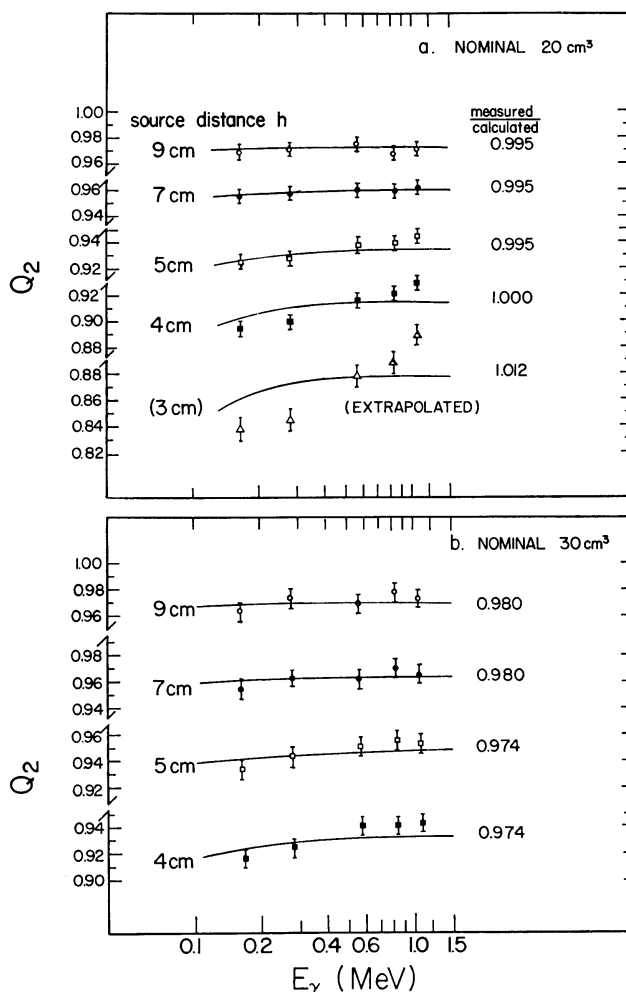 a. NOMINAL 20 cm³
source distance h
measured
calculated
1.00
0.98
0.96
9 cm
0.995
0.96
0.94
7 cm
0.995
0.94
0.92
5 cm
0.995
0.92
0.90
0.88
4 cm
1.000
0.88
0.86
0.84
0.82
(3 cm)
(EXTRAPOLATED)
1.012
Q₂
b. NOMINAL 30 cm³
1.00
0.98
0.96
9 cm
0.980
0.98
0.96
0.94
7 cm
0.980
0.96
0.94
0.92
5 cm
0.974
0.94
0.92
0.90
4 cm
0.974
Q₂
0.1 0.2 0.4 0.6 1.0 1.5
Eγ (MeV)